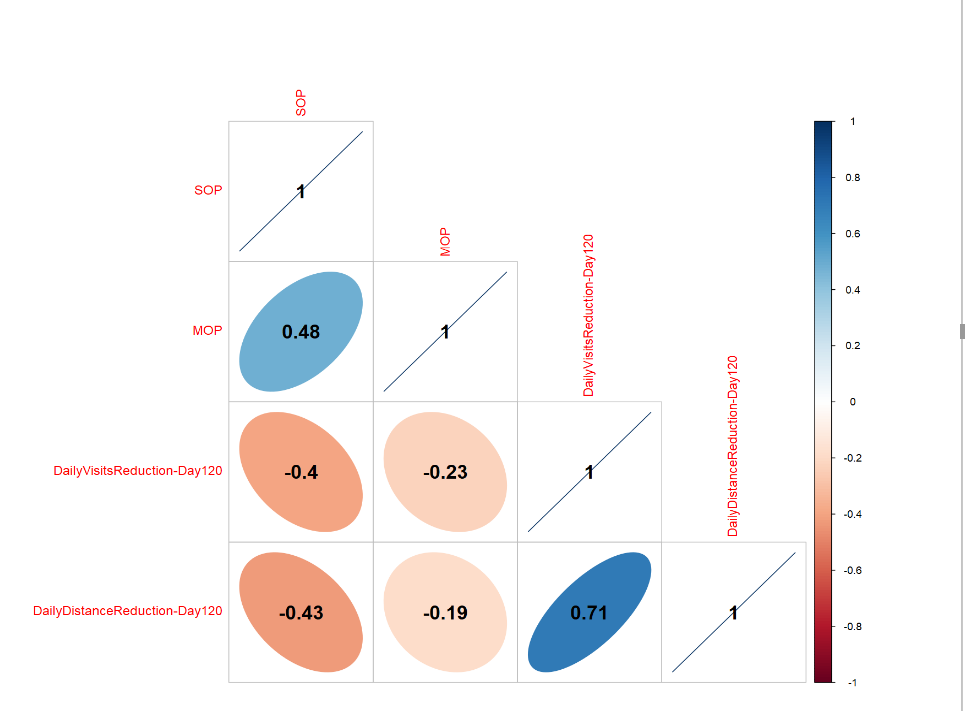 SOP
SOP
1
MOP
MOP
0.48
1
DailyVisitsReduction-Day120
DailyVisitsReduction-Day120
-0.4
-0.23
1
DailyDistanceReduction-Day120
DailyDistanceReduction-Day120
-0.43
-0.19
0.71
1
1
0.8
0.6
0.4
0.2
0
-0.2
-0.4
-0.6
-0.8
-1